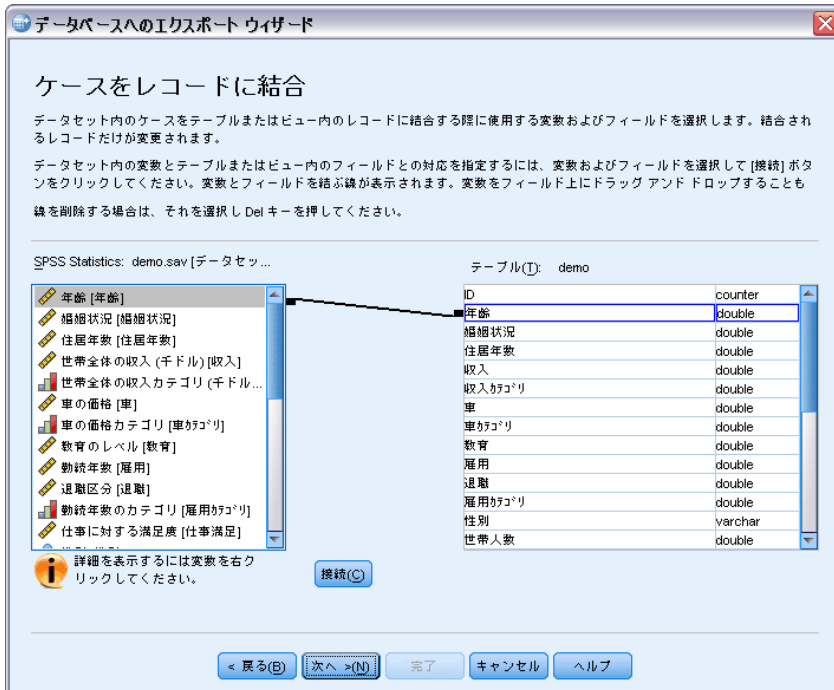 データベースへのエクスポート ウィザード
ケースをレコードに結合
データセット内のケースをテーブルまたはビュー内のレコードに結合する際に使用する変数およびフィールドを選択します。結合され
るレコードだけが変更されます。
データセット内の変数とテーブルまたはビュー内のフィールドとの対応を指定するには、変数およびフィールドを選択して [接続] ボタ
ンをクリックしてください。変数とフィールドを結ぶ線が表示されます。変数をフィールド上にドラッグ アンド ドロップすることも
線を削除する場合は、それを選択し Del キーを押してください。
SPSS Statistics: demo.sav [データセッ...
年齢 [年齢]
婚姻状況 [婚姻状況]
住居年数 [住居年数]
世帯全体の収入 (千ドル) [収入]
世帯全体の収入カテゴリ (千ドル...
車の価格 [車]
車の価格カテゴリ [車ｶﾃｺﾞﾘ]
教育のレベル [教育]
勤続年数 [雇用]
退職区分 [退職]
勤続年数のカテゴリ [雇用ｶﾃｺﾞﾘ]
仕事に対する満足度 [仕事満足]
テーブル(T): demo
ID counter
年齢 double
婚姻状況 double
住居年数 double
収入 double
収入ｶﾃｺﾞﾘ double
車 double
車ｶﾃｺﾞﾘ double
教育 double
雇用 double
退職 double
雇用ｶﾃｺﾞﾘ double
性別 varchar
世帯人数 double
詳細を表示するには変数を右ク
リックしてください。
接続(C)
< 戻る(B)
次へ >(N)
完了
キャンセル
ヘルプ